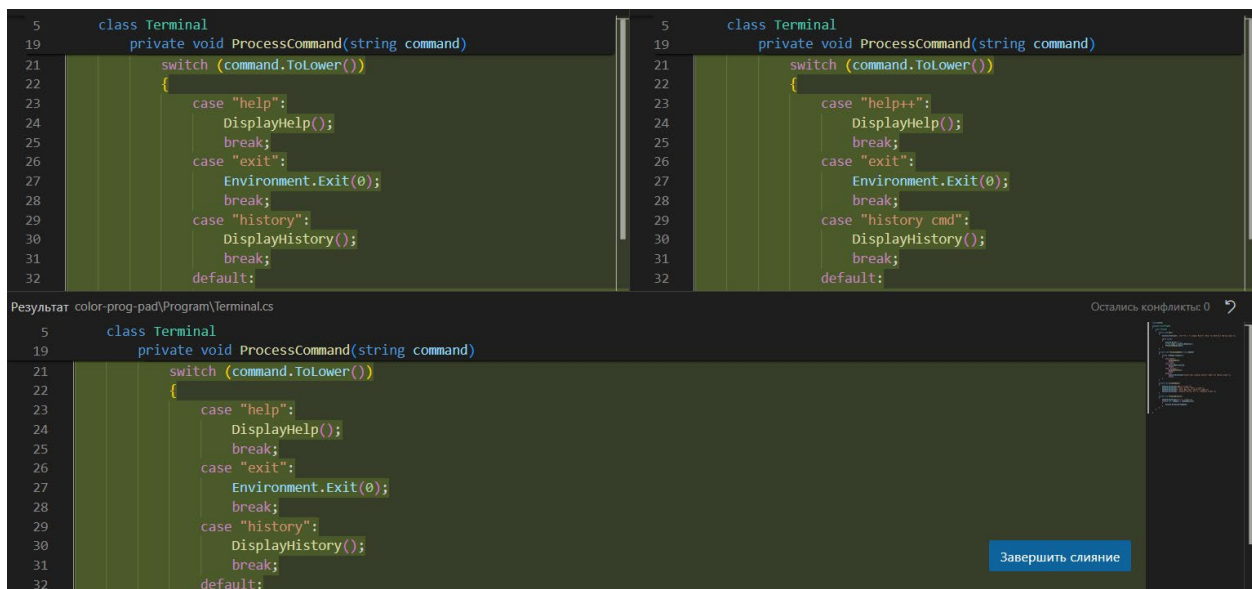 5 class Terminal
19 private void ProcessCommand(string command)
21 switch (command.ToLower())
22 {
23 case "help":
24 DisplayHelp();
25 break;
26 case "exit":
27 Environment.Exit(0);
28 break;
29 case "history":
30 DisplayHistory();
31 break;
32 default:
5 class Terminal
19 private void ProcessCommand(string command)
21 switch (command.ToLower())
22 {
23 case "help++":
24 DisplayHelp();
25 break;
26 case "exit":
27 Environment.Exit(0);
28 break;
29 case "history cmd":
30 DisplayHistory();
31 break;
32 default:
Результат color-prog-pad\Program\Terminal.cs
Остались конфликты: 0
5 class Terminal
19 private void ProcessCommand(string command)
21 switch (command.ToLower())
22 {
23 case "help":
24 DisplayHelp();
25 break;
26 case "exit":
27 Environment.Exit(0);
28 break;
29 case "history":
30 DisplayHistory();
31 break;
32 default:
Завершить слияние